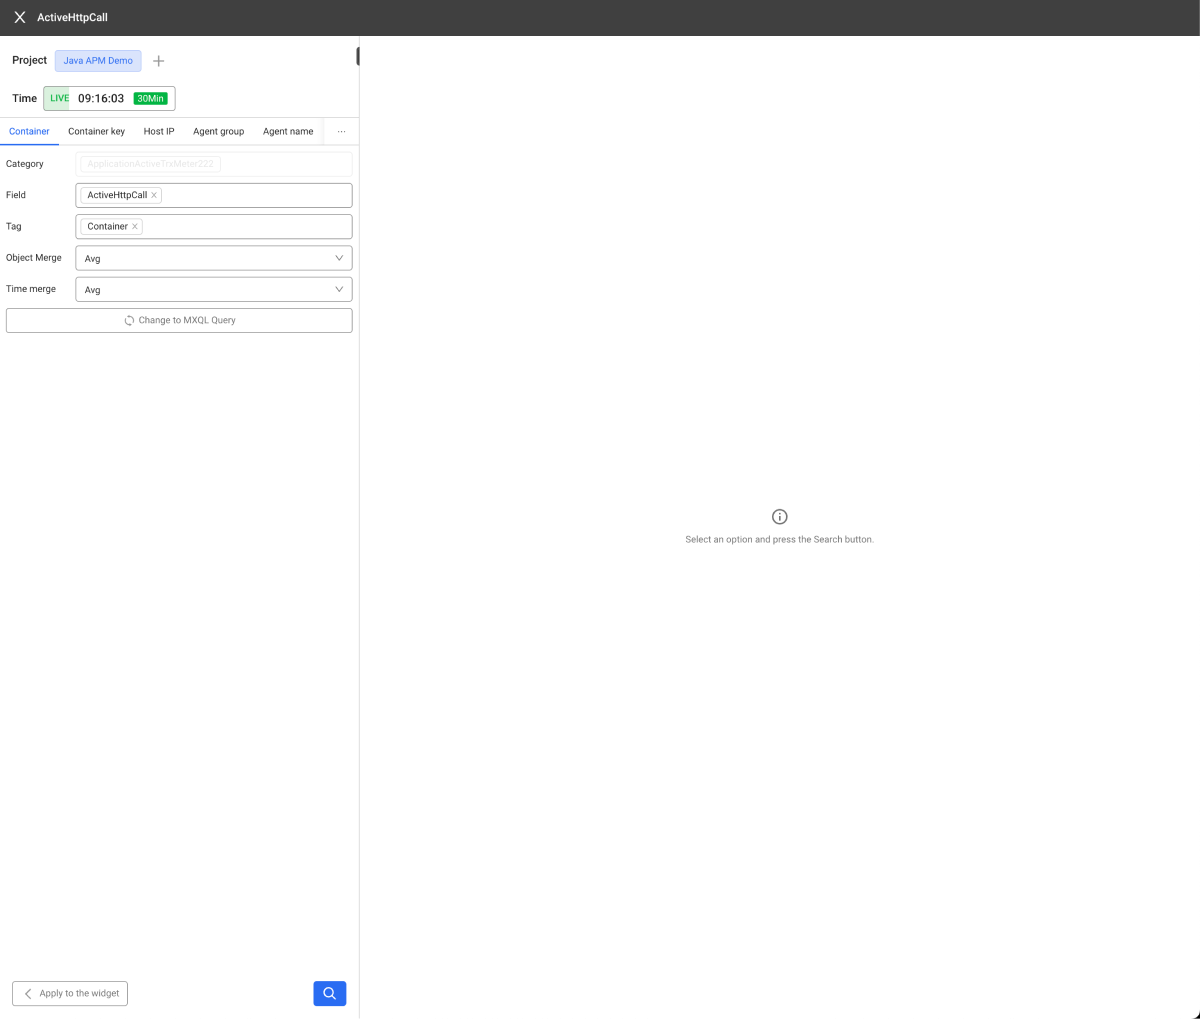 ActiveHttpCall
Project Java APM Demo
Time LIVE 09:16:03 30Min
Container Container key Host IP Agent group Agent name ···
Category ApplicationActiveTraMeter222
Field ActiveHttpCall
Tag Container
Object Merge Avg
Time merge Avg
Change to MXQL Query
Select an option and press the Search button.
Apply to the widget